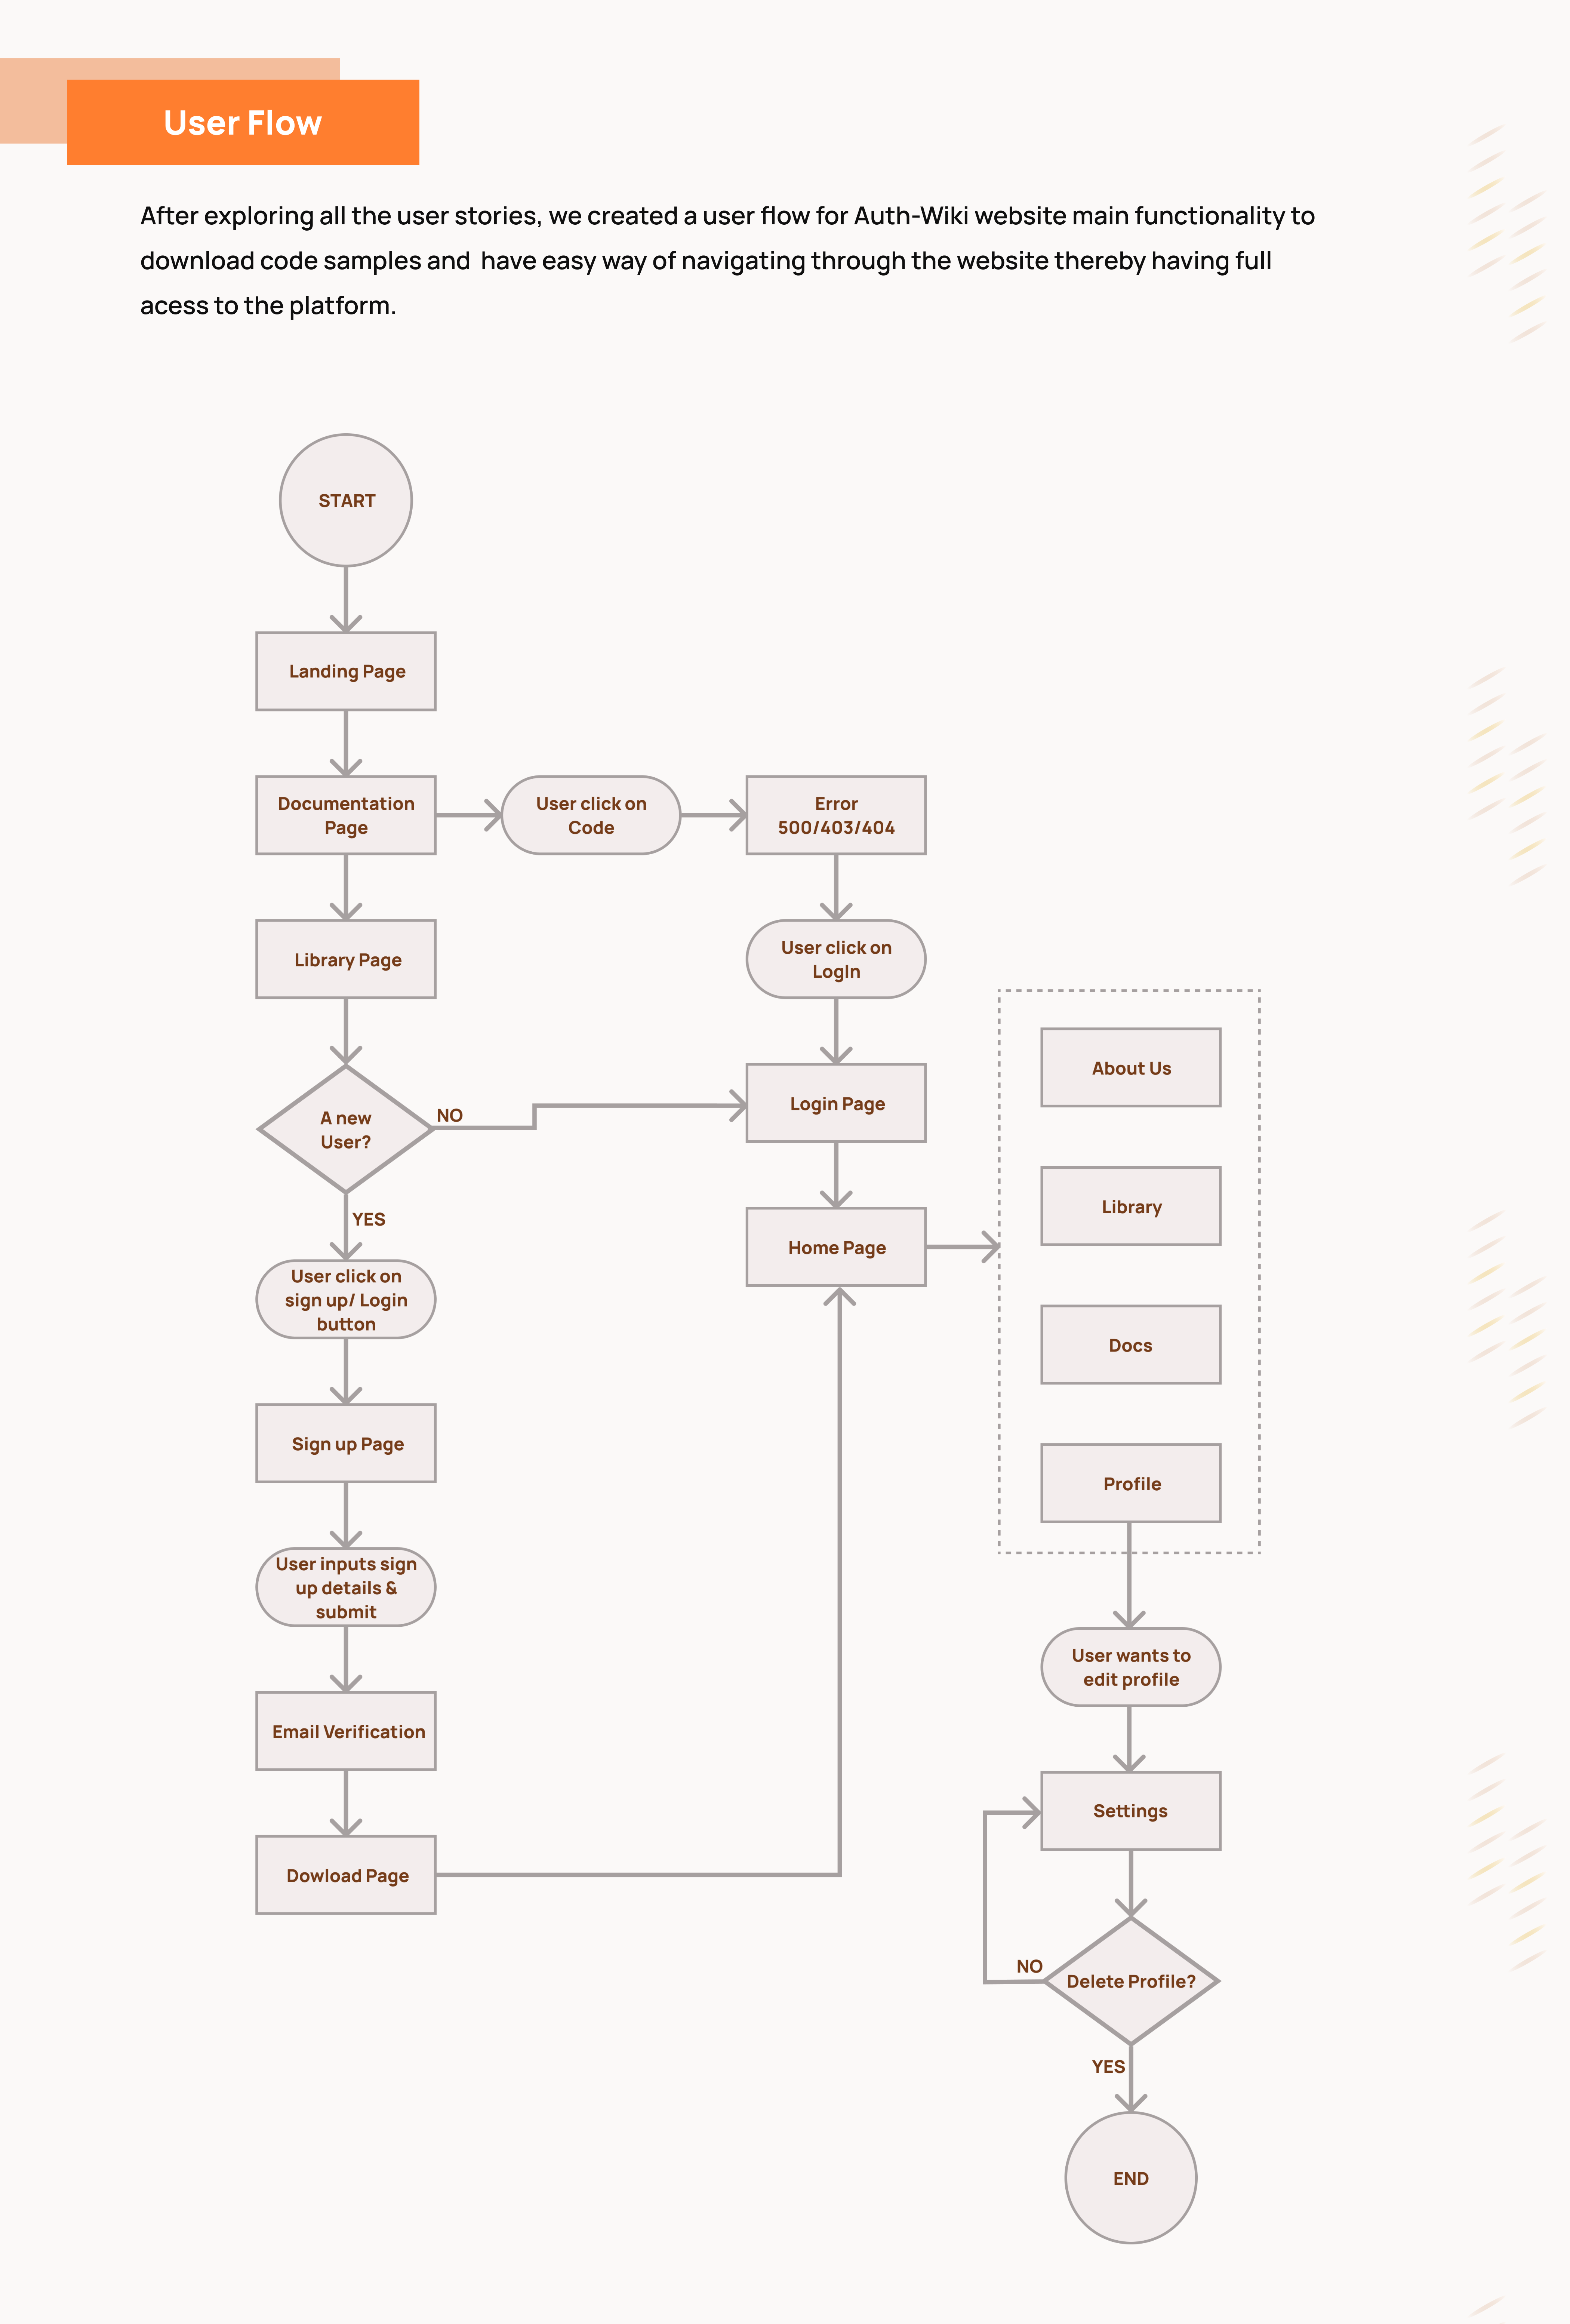 User Flow
After exploring all the user stories, we created a user flow for Auth-Wiki website main functionality to
download code samples and  have easy way of navigating through the website thereby having full
acess to the platform.
START
Landing Page
Documentation
Page
User click on
Code
Error
500/403/404
Library Page
User click on
LogIn
A new
User?
NO
Login Page
YES
Home Page
About Us
Library
Docs
Profile
User click on
sign up/ Login
button
Sign up Page
User inputs sign
up details &
submit
Email Verification
Dowload Page
User wants to
edit profile
Settings
NO
Delete Profile?
YES
END